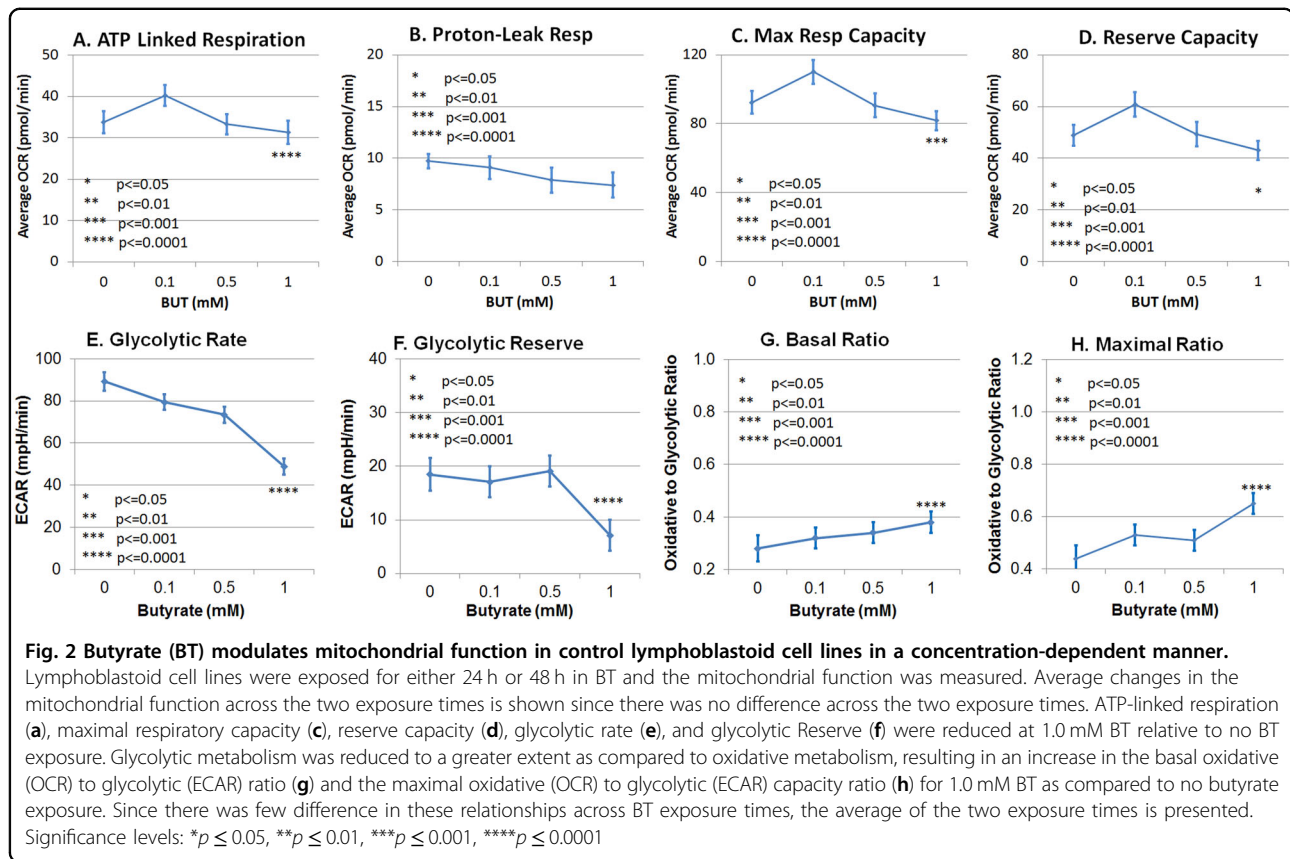 A. ATP Linked Respiration
Average OCR (pmol/min)
50
40
30
20
10
0
****
* p<=0.05
** p<=0.01
*** p<=0.001
**** p<=0.0001
0 0.1 0.5 1
BUT (mM)
B. Proton-Leak Resp
Average OCR (pmol/min)
20
15
10
5
0
* p<=0.05
** p<=0.01
*** p<=0.001
**** p<=0.0001
0 0.1 0.5 1
BUT (mM)
C. Max Resp Capacity
Average OCR (pmol/min)
120
80
40
0
***
* p<=0.05
** p<=0.01
*** p<=0.001
**** p<=0.0001
0 0.1 0.5 1
BUT (mM)
D. Reserve Capacity
Average OCR (pmol/min)
80
60
40
20
0
*
* p<=0.05
** p<=0.01
*** p<=0.001
**** p<=0.0001
0 0.1 0.5 1
BUT (mM)
E. Glycolytic Rate
ECAR (mpH/min)
100
80
60
40
20
0
****
* p<=0.05
** p<=0.01
*** p<=0.001
**** p<=0.0001
0 0.1 0.5 1
Butyrate (mM)
F. Glycolytic Reserve
ECAR (mpH/min)
40
30
20
10
0
* p<=0.05
** p<=0.01
*** p<=0.001
**** p<=0.0001
****
0 0.1 0.5 1
Butyrate (mM)
G. Basal Ratio
Oxidative to Glycolytic Ratio
1.0
0.8
0.6
0.4
0.2
* p<=0.05
** p<=0.01
*** p<=0.001
**** p<=0.0001
****
0 0.1 0.5 1
Butyrate (mM)
H. Maximal Ratio
Oxidative to Glycolytic Ratio
1.2
1.0
0.8
0.6
0.4
* p<=0.05
** p<=0.01
*** p<=0.001
**** p<=0.0001
****
0 0.1 0.5 1
Butyrate (mM)
Fig. 2 Butyrate (BT) modulates mitochondrial function in control lymphoblastoid cell lines in a concentration-dependent manner.
Lymphoblastoid cell lines were exposed for either 24 h or 48 h in BT and the mitochondrial function was measured. Average changes in the
mitochondrial function across the two exposure times is shown since there was no difference across the two exposure times. ATP-linked respiration
(a), maximal respiratory capacity (c), reserve capacity (d), glycolytic rate (e), and glycolytic Reserve (f) were reduced at 1.0 mM BT relative to no BT
exposure. Glycolytic metabolism was reduced to a greater extent as compared to oxidative metabolism, resulting in an increase in the basal oxidative
(OCR) to glycolytic (ECAR) ratio (g) and the maximal oxidative (OCR) to glycolytic (ECAR) capacity ratio (h) for 1.0 mM BT as compared to no butyrate
exposure. Since there was few difference in these relationships across BT exposure times, the average of the two exposure times is presented.
Significance levels: *p ≤ 0.05, **p ≤ 0.01, ***p ≤ 0.001, ****p ≤ 0.0001